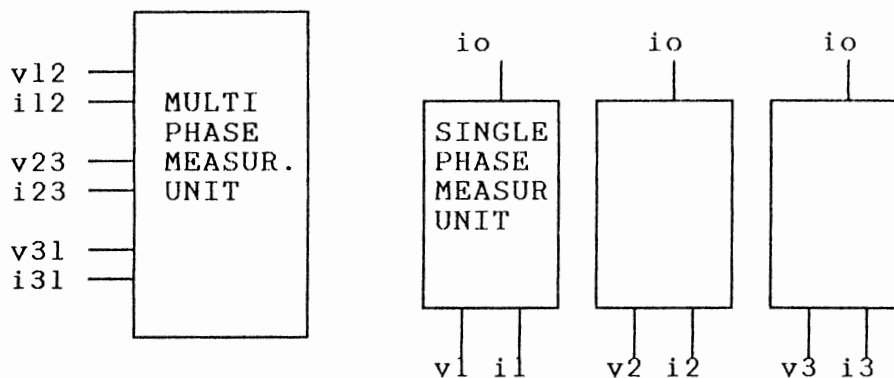 v12
i12
v23
i23
v31
i31
MULTI
PHASE
MEASUR.
UNIT
io
io
io
SINGLE
PHASE
MEASUR
UNIT
v1 i1
v2 i2
v3 i3